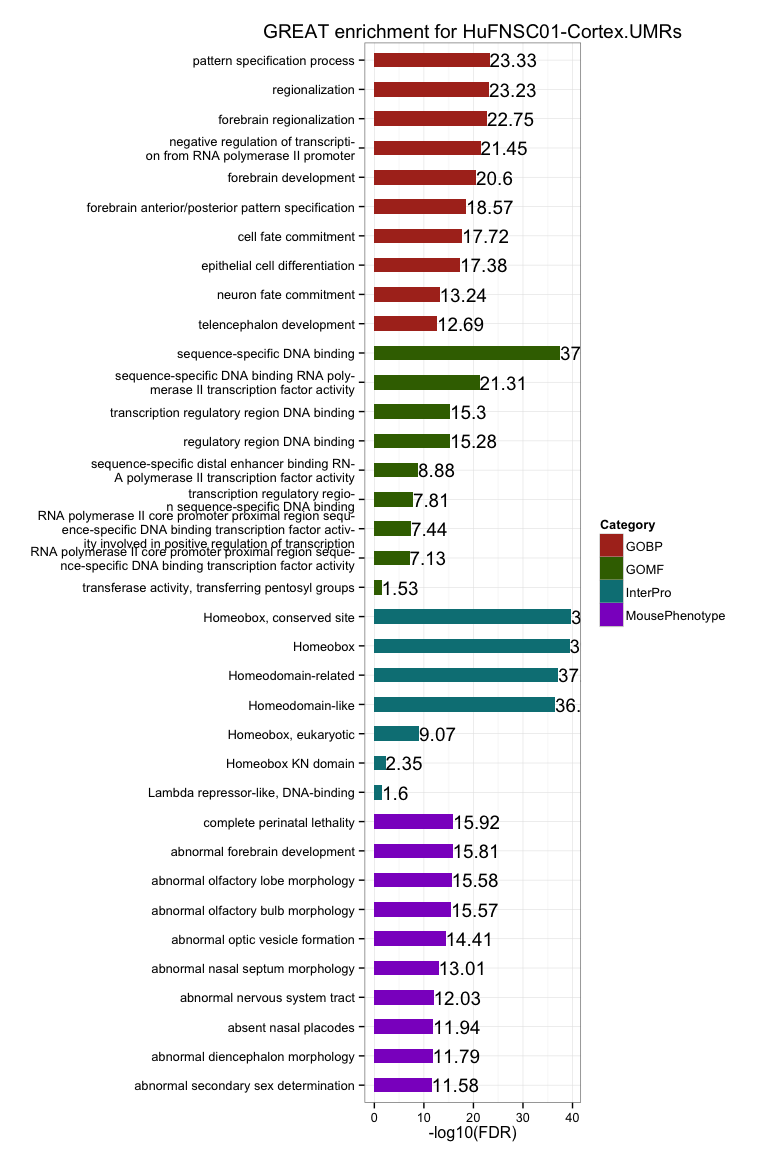 GREAT enrichment for HuFNSC01-Cortex.UMRs
pattern specification process 23.33
regionalization 23.23
forebrain regionalization 22.75
negative regulation of transcripti-
on from RNA polymerase II promoter 21.45
forebrain development 20.6
forebrain anterior/posterior pattern specification 18.57
cell fate commitment 17.72
epithelial cell differentiation 17.38
neuron fate commitment 13.24
telencephalon development 12.69
sequence-specific DNA binding 37
sequence-specific DNA binding RNA poly-
merase II transcription factor activity 21.31
transcription regulatory region DNA binding 15.3
regulatory region DNA binding 15.28
sequence-specific distal enhancer binding RN-
A polymerase II transcription factor activity 8.88
transcription regulatory regio-
n sequence-specific DNA binding 7.81
RNA polymerase II core promoter proximal region sequ-
ence-specific DNA binding transcription factor activ-
ity involved in positive regulation of transcription 7.44
RNA polymerase II core promoter proximal region seque-
nce-specific DNA binding transcription factor activity 7.13
transferase activity, transferring pentosyl groups 1.53
Homeobox, conserved site 3
Homeobox 3
Homeodomain-related 37
Homeodomain-like 36.
Homeobox, eukaryotic 9.07
Homeobox KN domain 2.35
Lambda repressor-like, DNA-binding 1.6
complete perinatal lethality 15.92
abnormal forebrain development 15.81
abnormal olfactory lobe morphology 15.58
abnormal olfactory bulb morphology 15.57
abnormal optic vesicle formation 14.41
abnormal nasal septum morphology 13.01
abnormal nervous system tract 12.03
absent nasal placodes 11.94
abnormal diencephalon morphology 11.79
abnormal secondary sex determination 11.58
0 10 20 30 40
-log10(FDR)
Category
GOBP
GOMF
InterPro
MousePhenotype